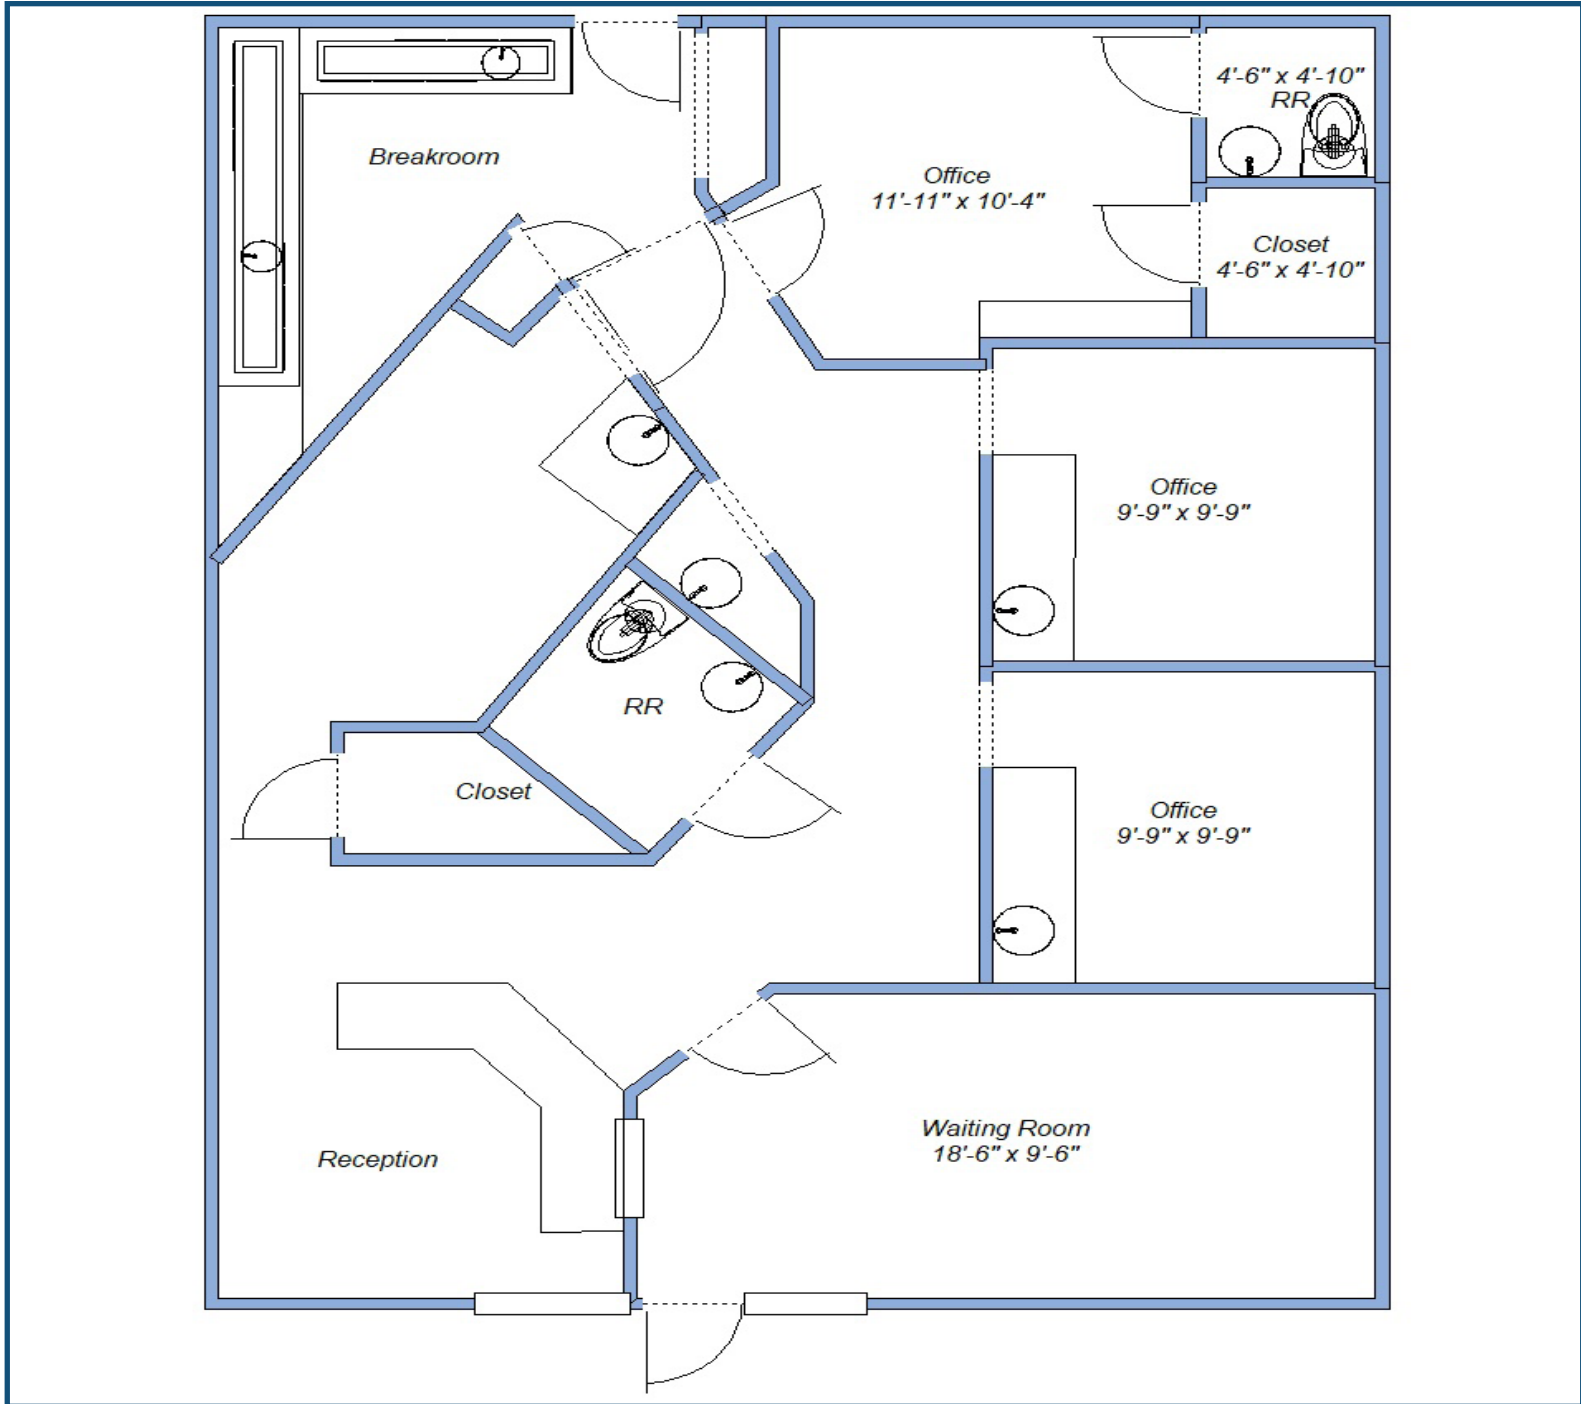 4'-6" x 4'-10"
RR
Breakroom
Office
11'-11" x 10'-4"
Closet
4'-6" x 4'-10"
Office
9'-9" x 9'-9"
RR
Closet
Office
9'-9" x 9'-9"
Waiting Room
18'-6" x 9'-6"
Reception